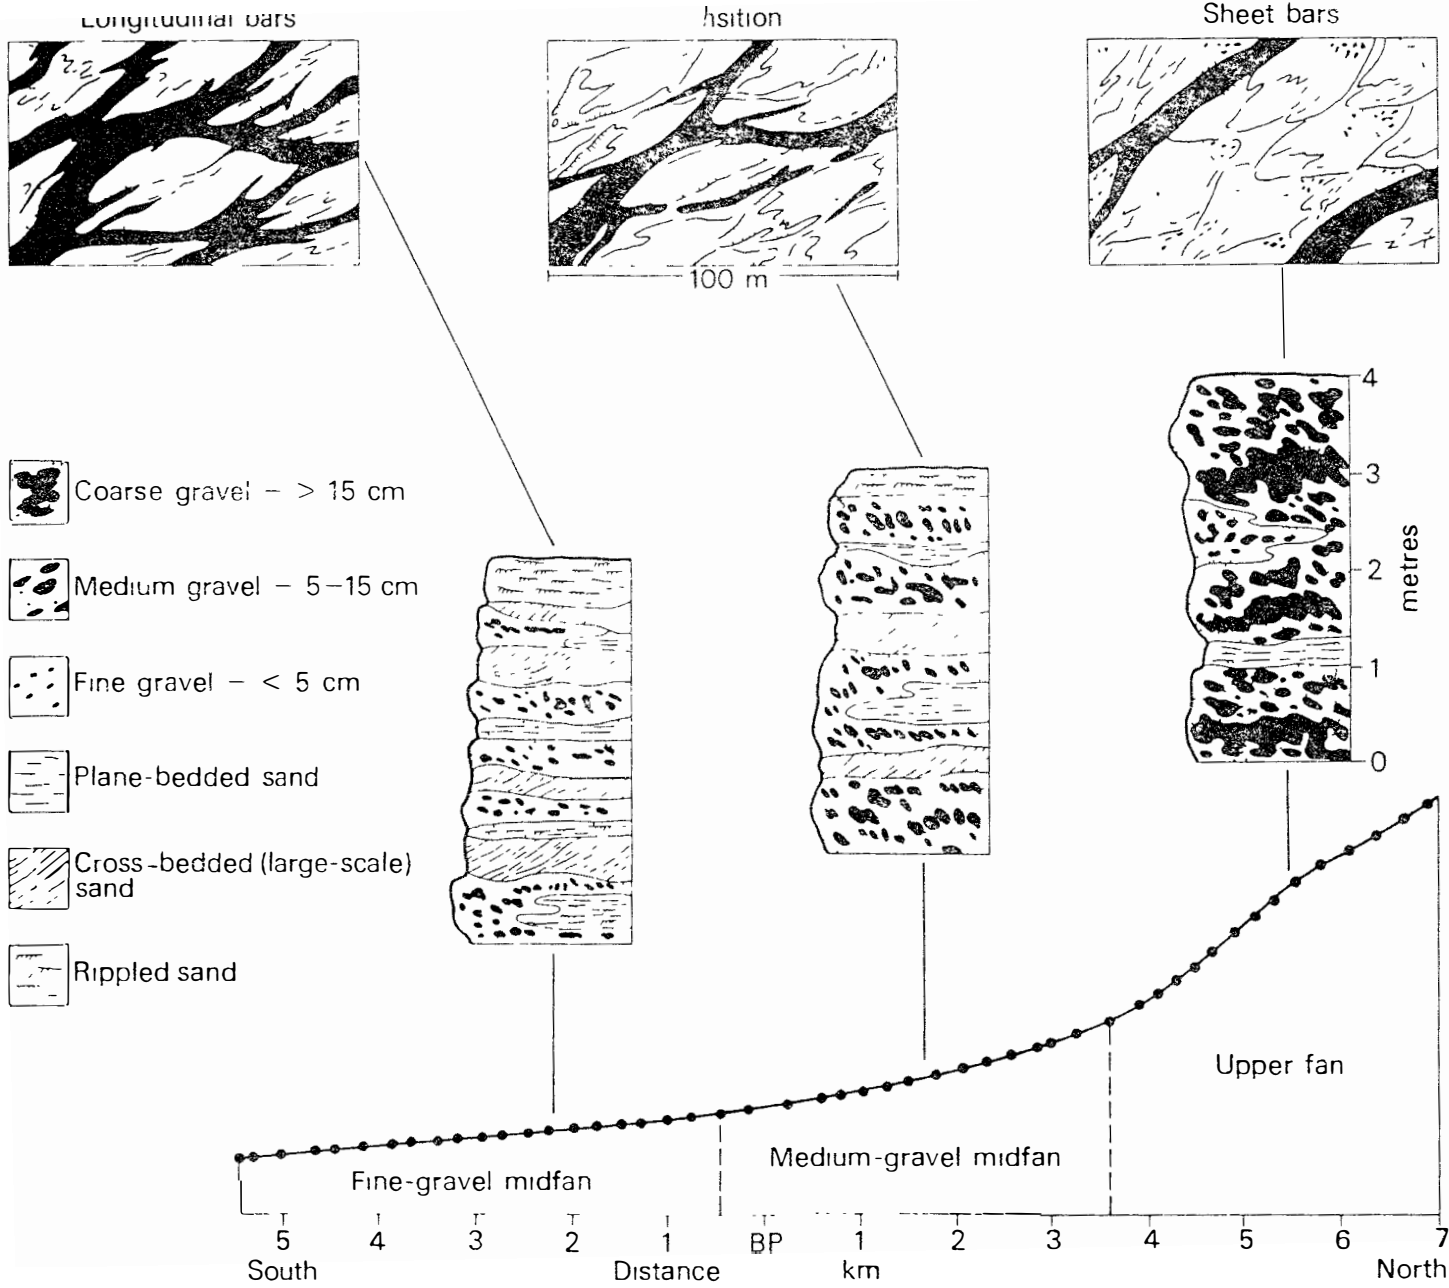 Longitudinal bars
Sheet bars
100 m
4
3
2
1
0
metres
Coarse gravel – > 15 cm
Medium gravel – 5–15 cm
Fine gravel – < 5 cm
Plane-bedded sand
Cross-bedded (large-scale)
sand
Rippled sand
Upper fan
Medium-gravel midfan
Fine-gravel midfan
5 4 3 2 1 BP 1 2 3 4 5 6 7
South Distance km North